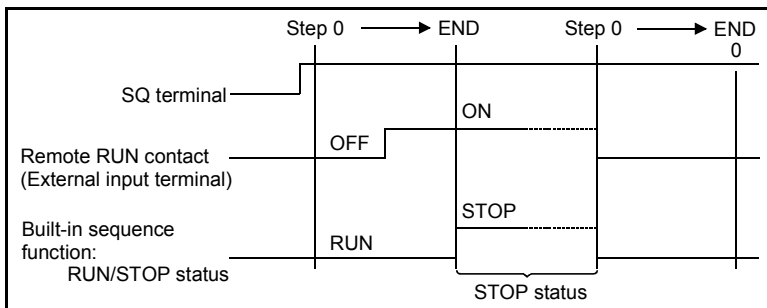 Step 0 → END Step 0 → END
0
SQ terminal
ON
OFF
Remote RUN contact
(External input terminal)
STOP
Built-in sequence
function:
RUN
RUN/STOP status
STOP status